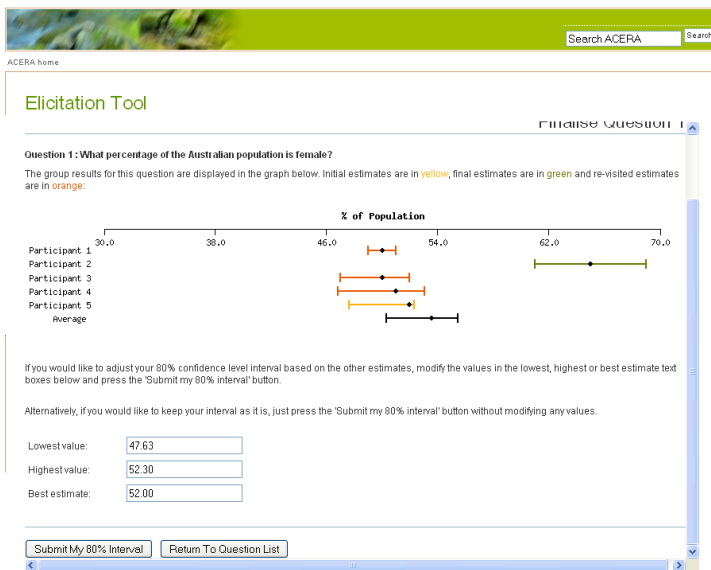 Search ACERA
Search
ACERA home
Elicitation Tool
Finalise Question 1
Question 1 : What percentage of the Australian population is female?
The group results for this question are displayed in the graph below. Initial estimates are in yellow, final estimates are in green and re-visited estimates
are in orange:
% of Population
30.0 38.0 46.0 54.0 62.0 70.0
Participant 1
Participant 2
Participant 3
Participant 4
Participant 5
Average
If you would like to adjust your 80% confidence level interval based on the other estimates, modify the values in the lowest, highest or best estimate text
boxes below and press the 'Submit my 80% interval' button.
Alternatively, if you would like to keep your interval as it is, just press the 'Submit my 80% interval' button without modifying any values.
Lowest value: 47.63
Highest value: 52.30
Best estimate: 52.00
Submit My 80% Interval Return To Question List